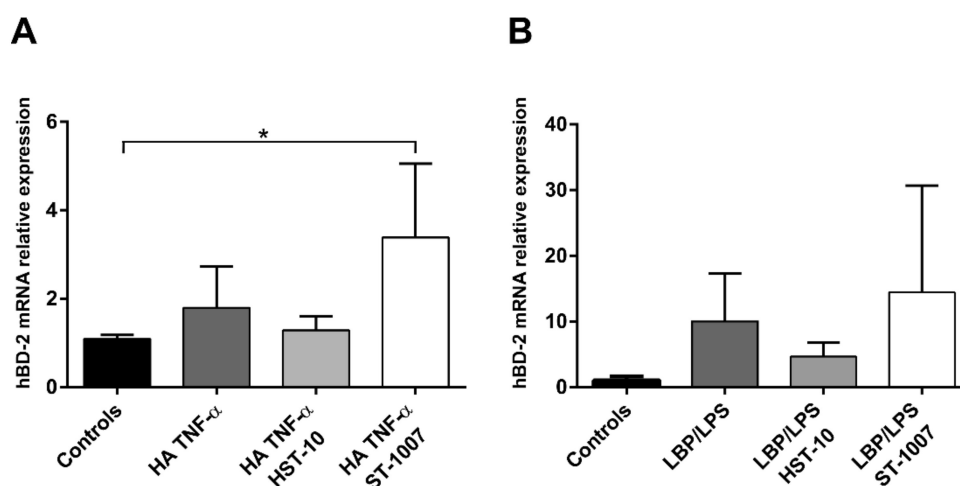 A
hBD-2 mRNA relative expression
6
4
2
0
*
Controls
HA TNF-α
HA TNF-α
HST-10
HA TNF-α
ST-1007
B
hBD-2 mRNA relative expression
40
30
20
10
0
Controls
LBP/LPS
LBP/LPS
HST-10
LBP/LPS
ST-1007